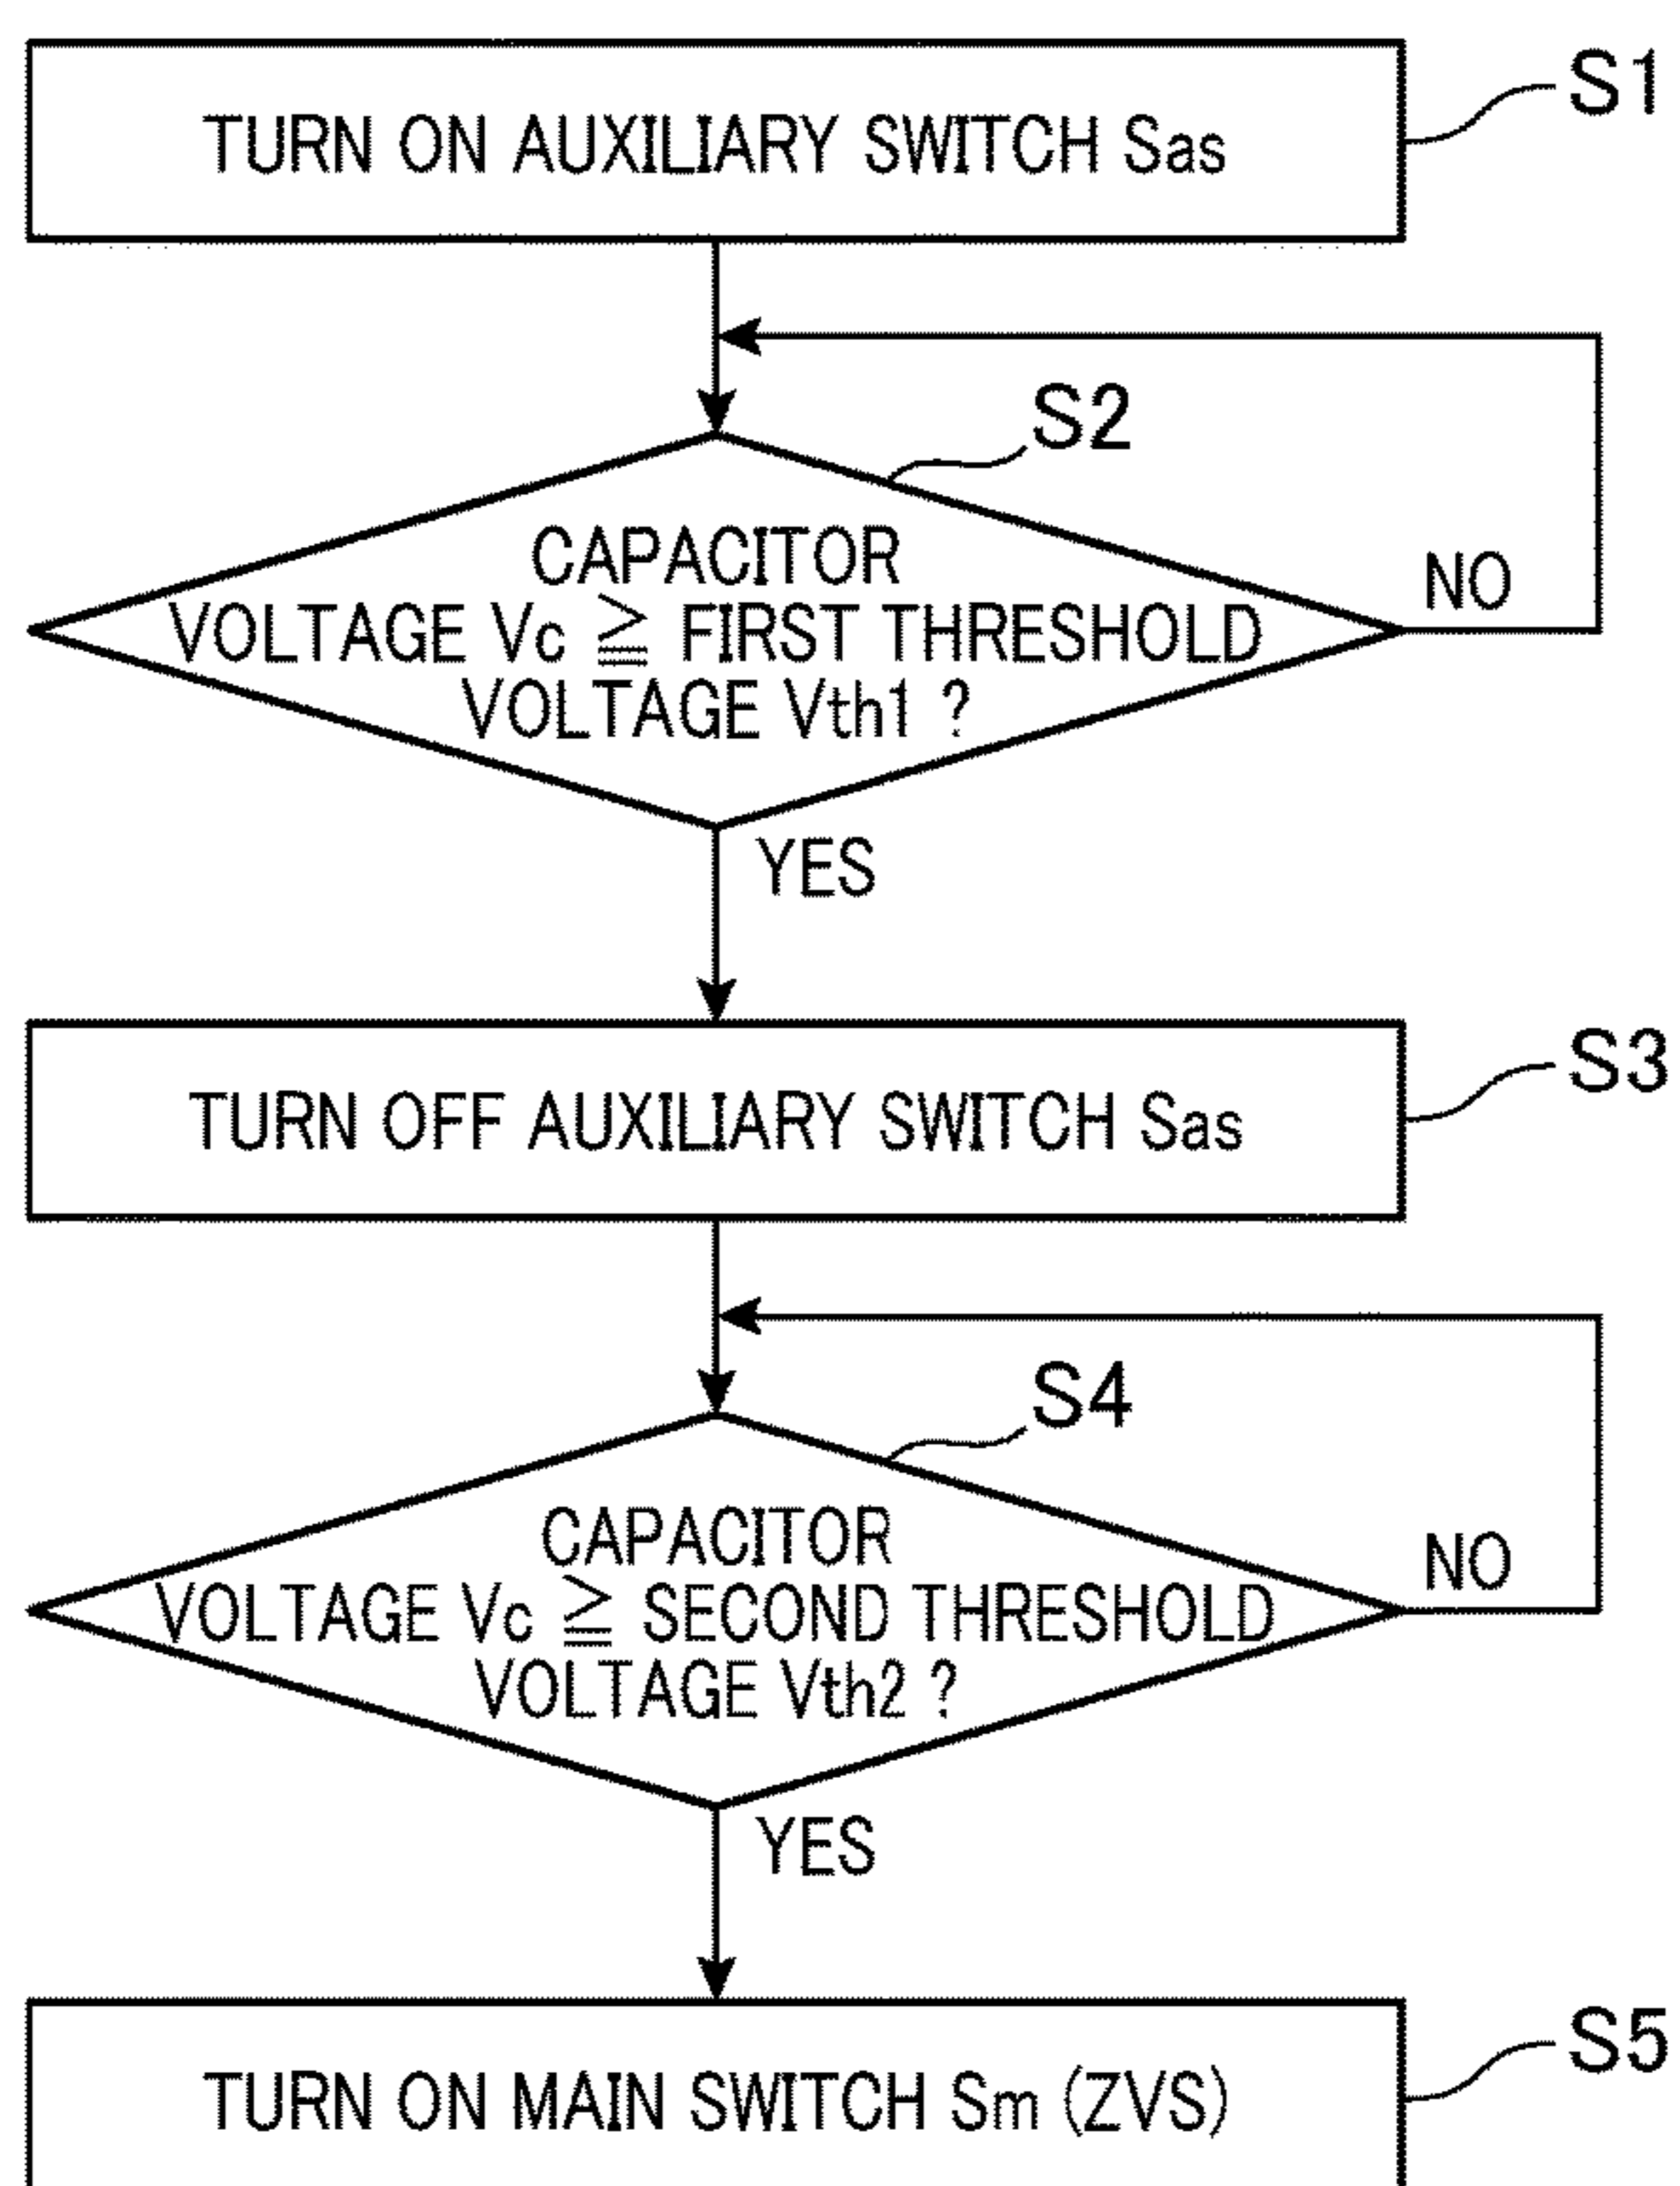 TURN ON AUXILIARY SWITCH Sas
S1
S2
CAPACITOR
VOLTAGE Vc ≧ FIRST THRESHOLD
VOLTAGE Vth1 ?
NO
YES
TURN OFF AUXILIARY SWITCH Sas
S3
S4
CAPACITOR
VOLTAGE Vc ≧ SECOND THRESHOLD
VOLTAGE Vth2 ?
NO
YES
TURN ON MAIN SWITCH Sm (ZVS)
S5